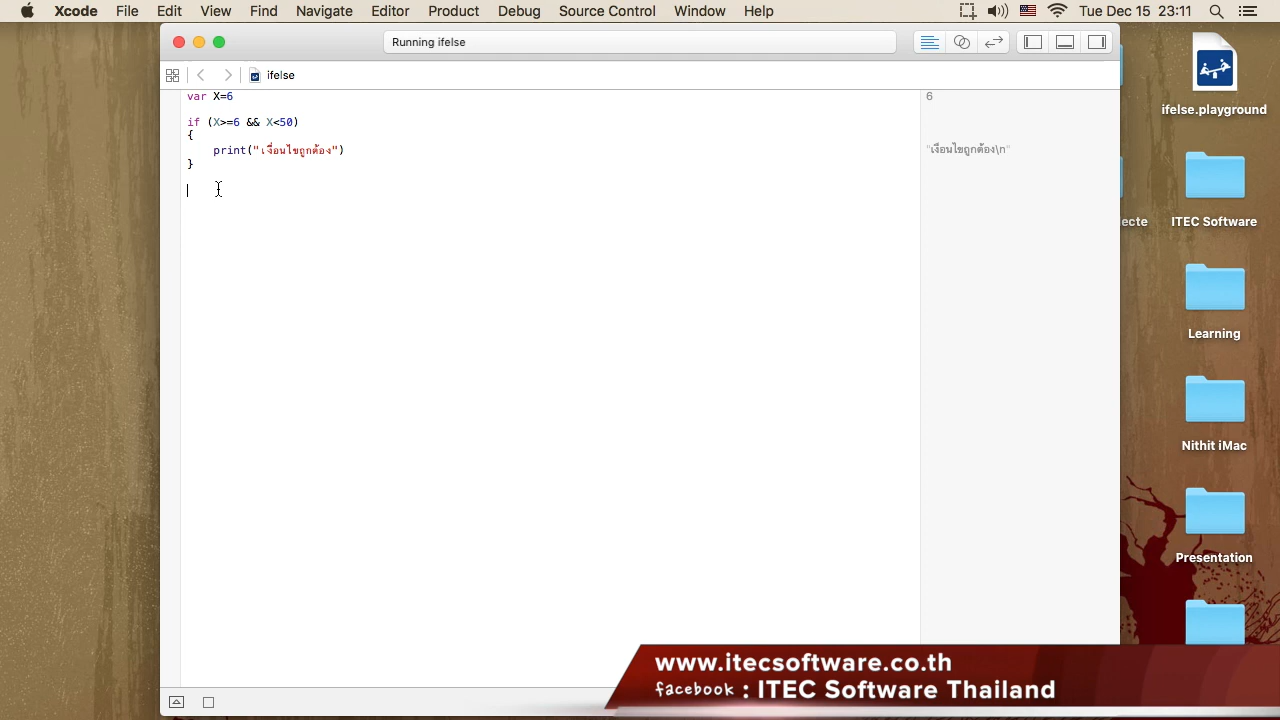 Xcode File Edit View Find Navigate Editor Product Debug Source Control Window Help Tue Dec 15 23:11
Running ifelse
ifelse
var X=6
6
if (X>=6 && X<50)
{
print("เงื่อนไขถูกต้อง")
"เงื่อนไขถูกต้อง\n"
}
ifelse.playground
ecte
ITEC Software
Learning
Nithit iMac
Presentation
www.itecsoftware.co.th
facebook : ITEC Software Thailand